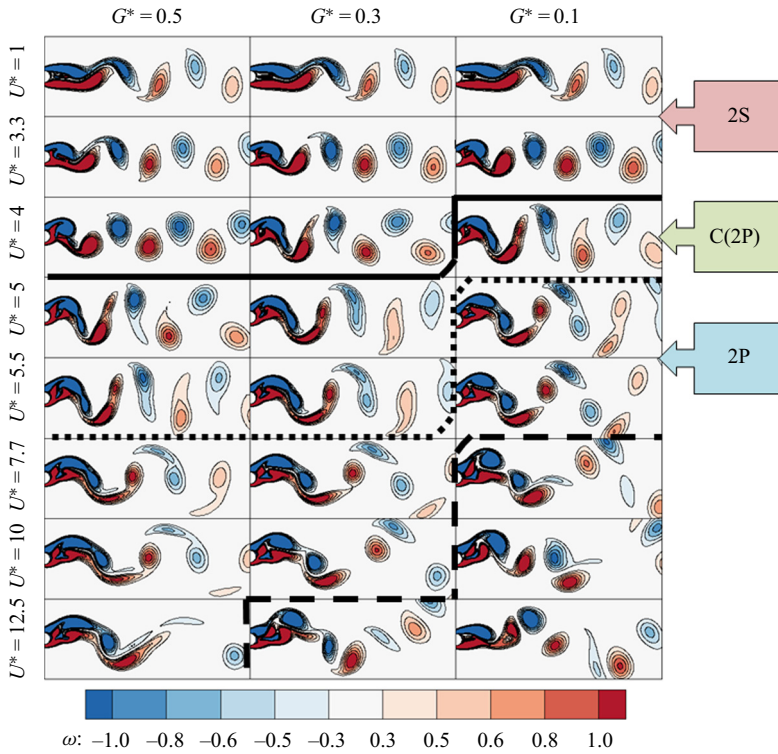 G* = 0.5 G* = 0.3 G* = 0.1
U* = 1
U* = 3.3
U* = 4
U* = 5
U* = 5.5
U* = 7.7
U* = 10
U* = 12.5
2S
C(2P)
2P
ω: –1.0 –0.8 –0.6 –0.5 –0.3 0.3 0.5 0.6 0.8 1.0